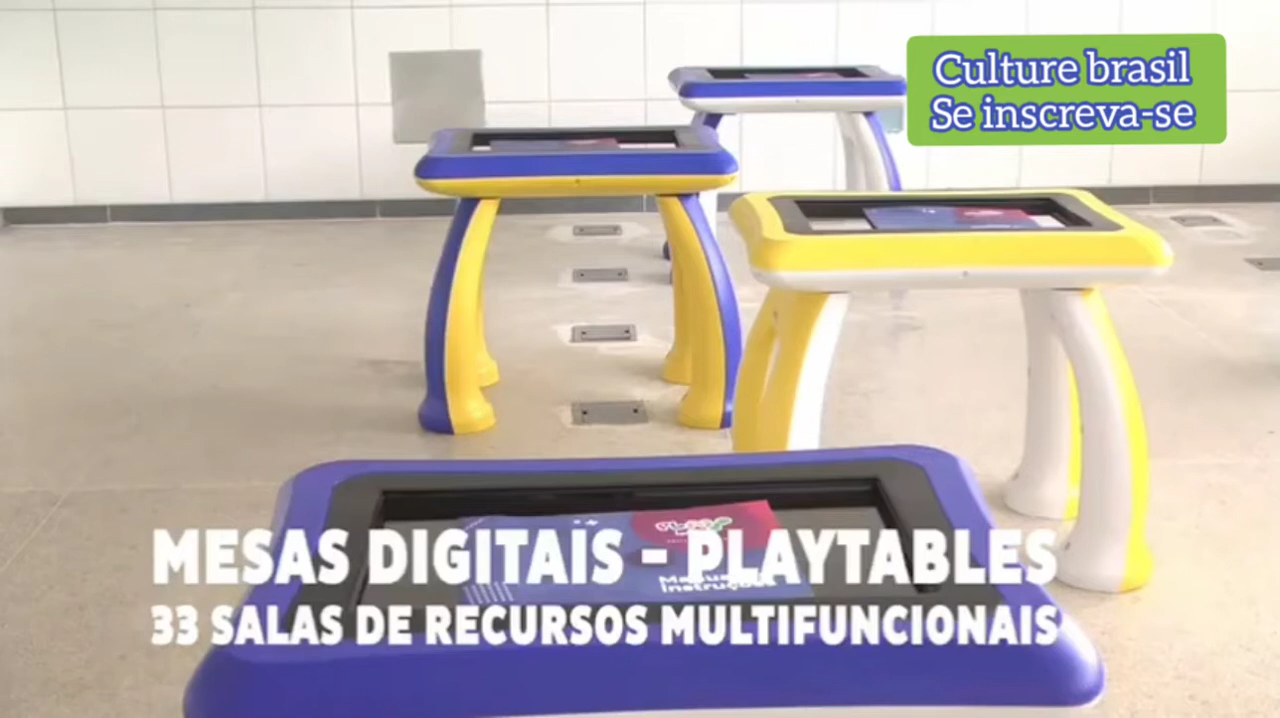 Culture brasil
Se inscreva-se
MESAS DIGITAIS - PLAYTABLES
33 SALAS DE RECURSOS MULTIFUNCIONAIS